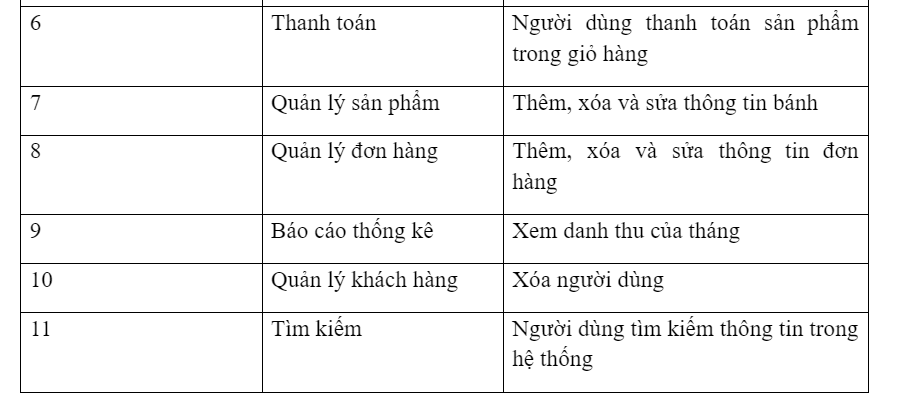 6 Thanh toán Người dùng thanh toán sản phẩm
trong giỏ hàng
7 Quản lý sản phẩm Thêm, xóa và sửa thông tin bánh
8 Quản lý đơn hàng Thêm, xóa và sửa thông tin đơn
hàng
9 Báo cáo thống kê Xem danh thu của tháng
10 Quản lý khách hàng Xóa người dùng
11 Tìm kiếm Người dùng tìm kiếm thông tin trong
hệ thống